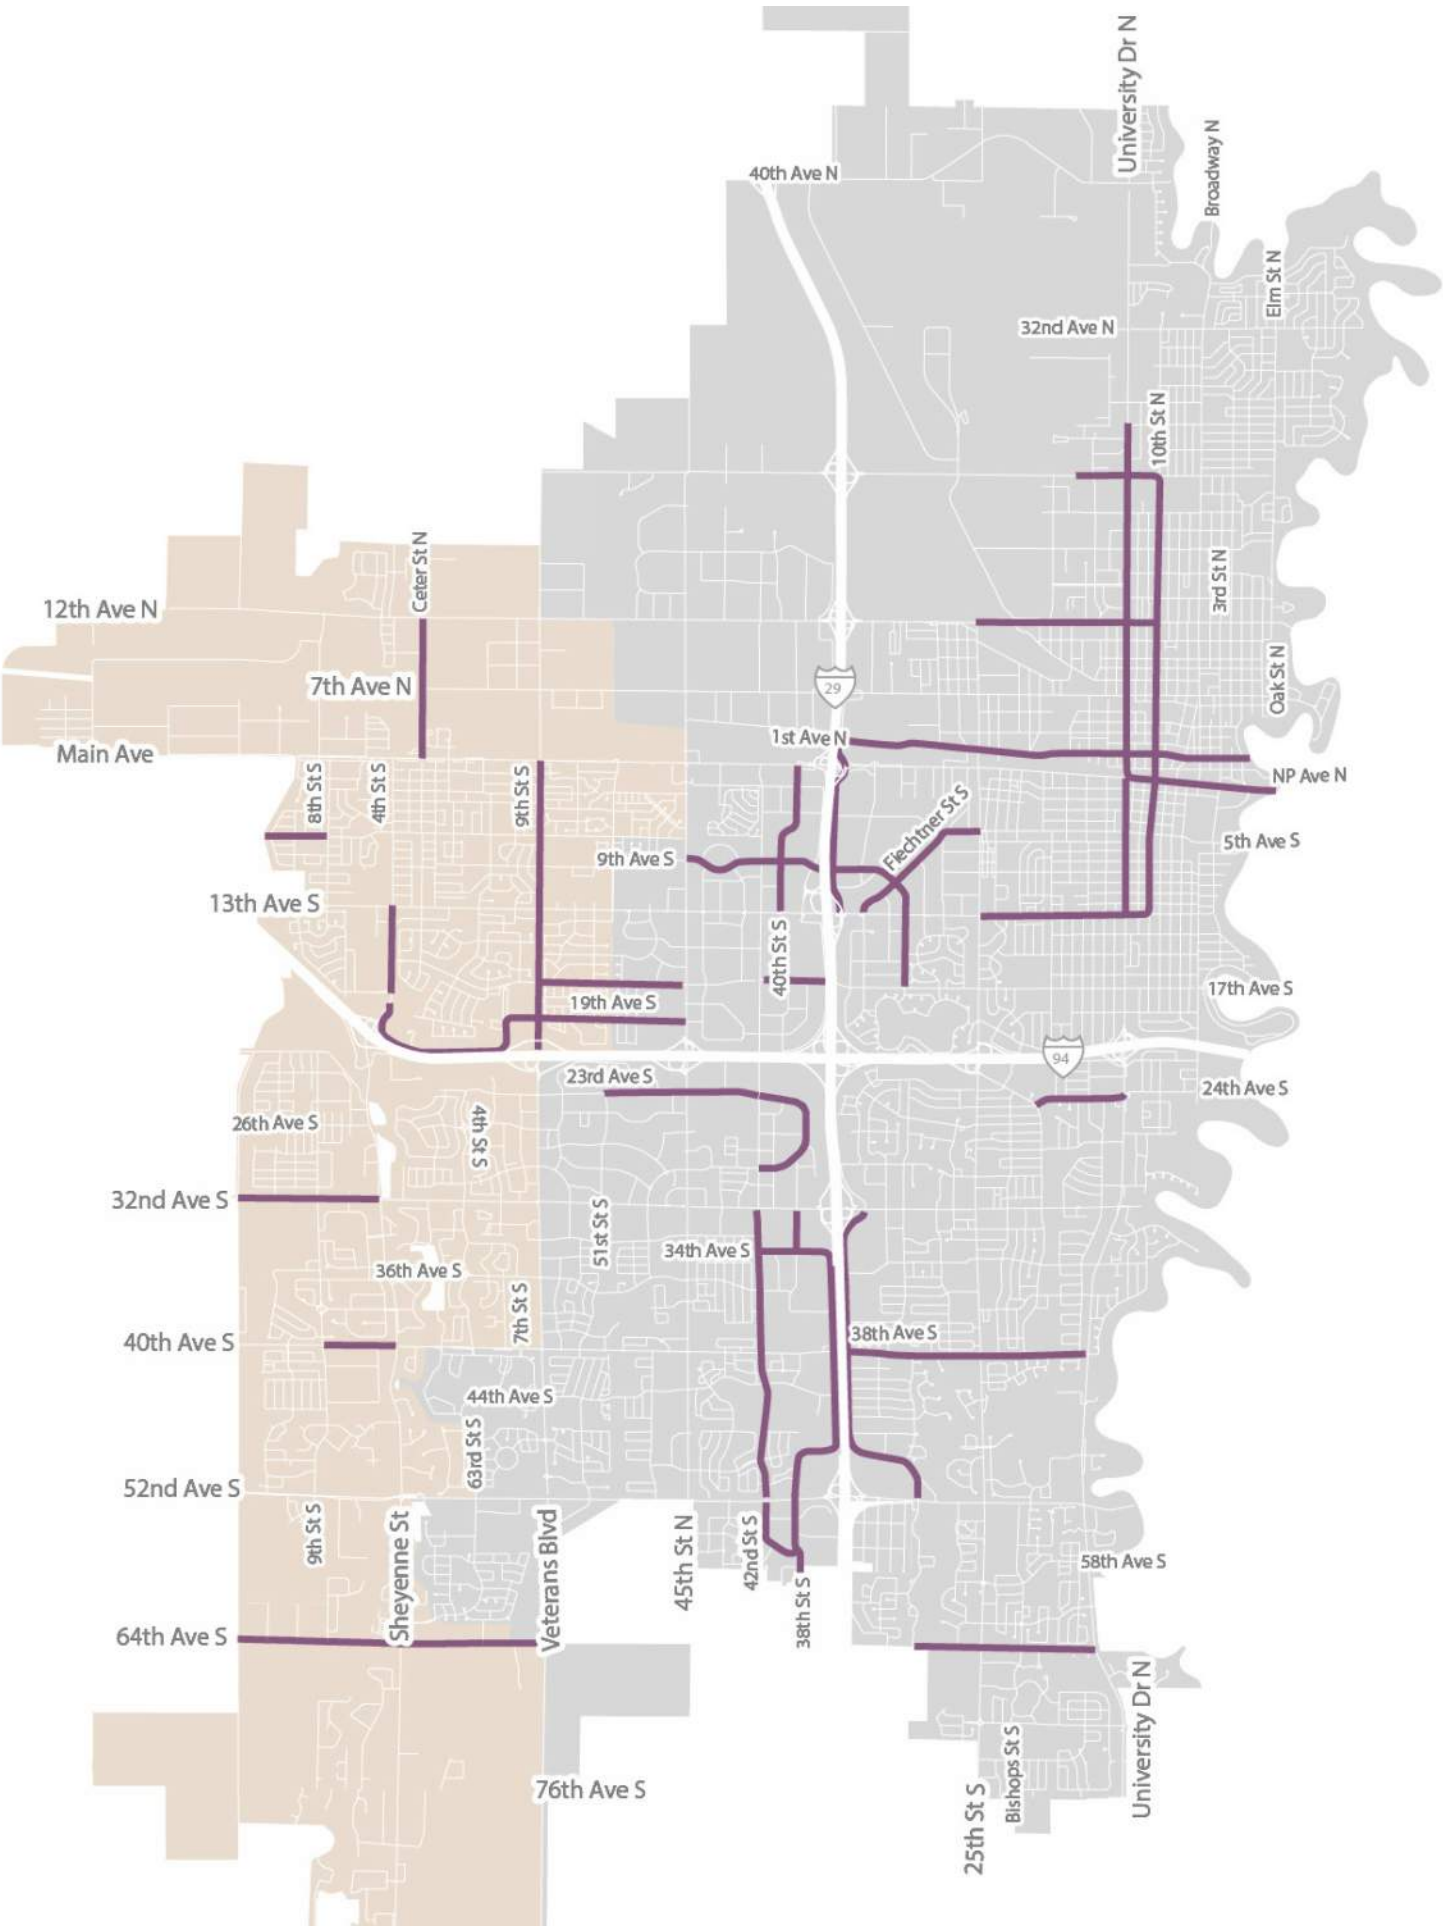 University Dr N
Broadway N
40th Ave N
Elm St N
32nd Ave N
10th St N
Ceter St N
3rd St N
12th Ave N
Oak St N
7th Ave N
29
1st Ave N
Main Ave
NP Ave N
8th St S
4th St S
9th St S
Fiechtner St S
5th Ave S
9th Ave S
13th Ave S
40th St S
17th Ave S
19th Ave S
94
23rd Ave S
24th Ave S
26th Ave S
4th St S
32nd Ave S
51st St S
34th Ave S
36th Ave S
7th St S
38th Ave S
40th Ave S
44th Ave S
63rd St S
52nd Ave S
9th St S
Sheyenne St
Veterans Blvd
45th St N
42nd St S
58th Ave S
38th St S
64th Ave S
University Dr N
Bishops St S
76th Ave S
25th St S